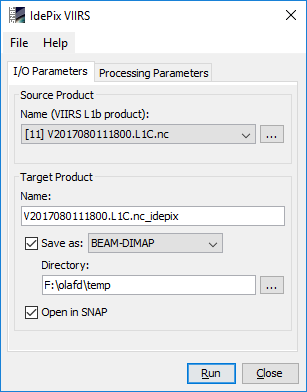 IdePix VIIRS
File Help
I/O Parameters Processing Parameters
Source Product
Name (VIIRS L1b product):
[11] V2017080111800.L1C.nc ...
Target Product
Name:
V2017080111800.L1C.nc_idepix
Save as: BEAM-DIMAP
Directory:
F:\olafd\temp ...
Open in SNAP
Run Close